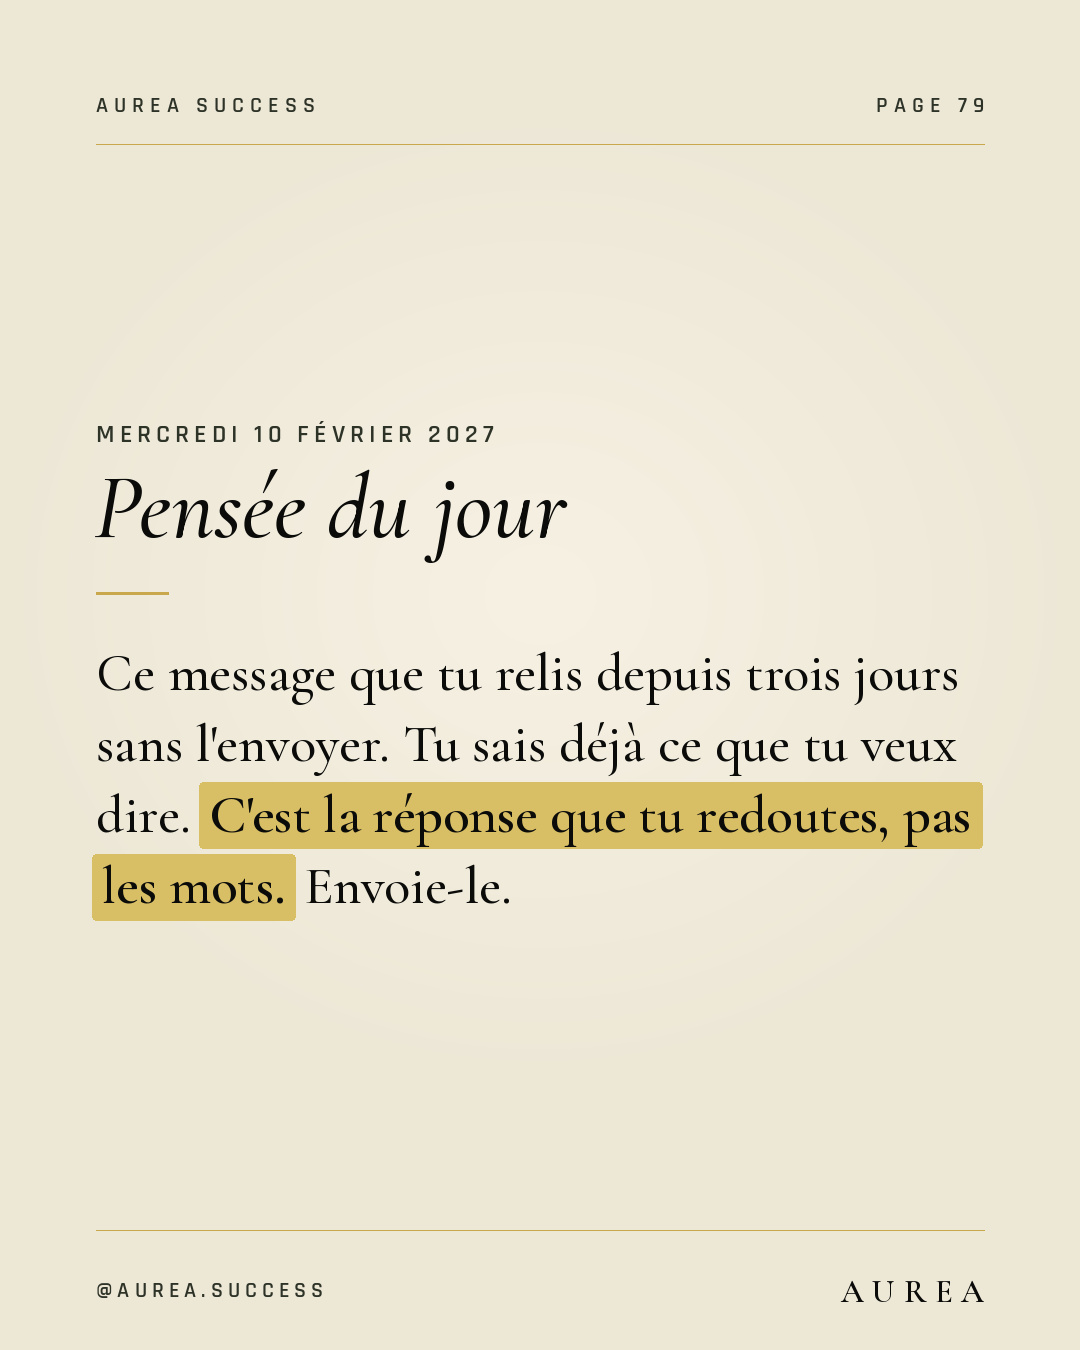 AUREA SUCCESS
PAGE 79
MERCREDI 10 FÉVRIER 2027
Pensée du jour
Ce message que tu relis depuis trois jours
sans l'envoyer. Tu sais déjà ce que tu veux
dire. C'est la réponse que tu redoutes, pas
les mots. Envoie-le.
@AUREA.SUCCESS
AUREA